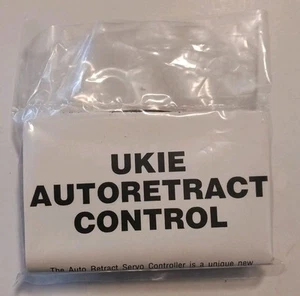 UKIE
AUTORETRACT
CONTROL
The Auto Retract Servo Controller is a unique new